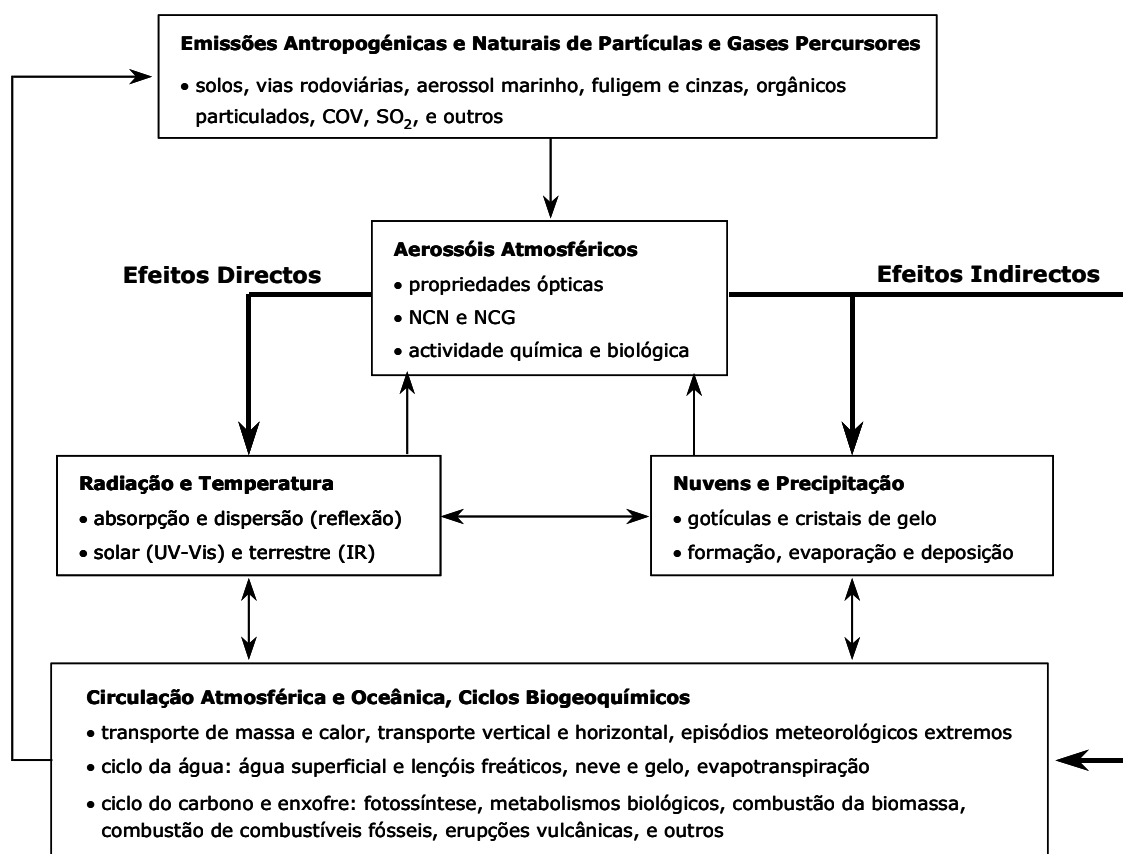 Emissões Antropogénicas e Naturais de Partículas e Gases Percursores
• solos, vias rodoviárias, aerossol marinho, fuligem e cinzas, orgânicos
particulados, COV, SO₂, e outros
Aerossóis Atmosféricos
• propriedades ópticas
• NCN e NCG
• actividade química e biológica
Efeitos Directos
Efeitos Indirectos
Radiação e Temperatura
• absorpção e dispersão (reflexão)
• solar (UV-Vis) e terrestre (IR)
Nuvens e Precipitação
• gotículas e cristais de gelo
• formação, evaporação e deposição
Circulação Atmosférica e Oceânica, Ciclos Biogeoquímicos
• transporte de massa e calor, transporte vertical e horizontal, episódios meteorológicos extremos
• ciclo da água: água superficial e lençóis freáticos, neve e gelo, evapotranspiração
• ciclo do carbono e enxofre: fotossíntese, metabolismos biológicos, combustão da biomassa,
combustão de combustíveis fósseis, erupções vulcânicas, e outros